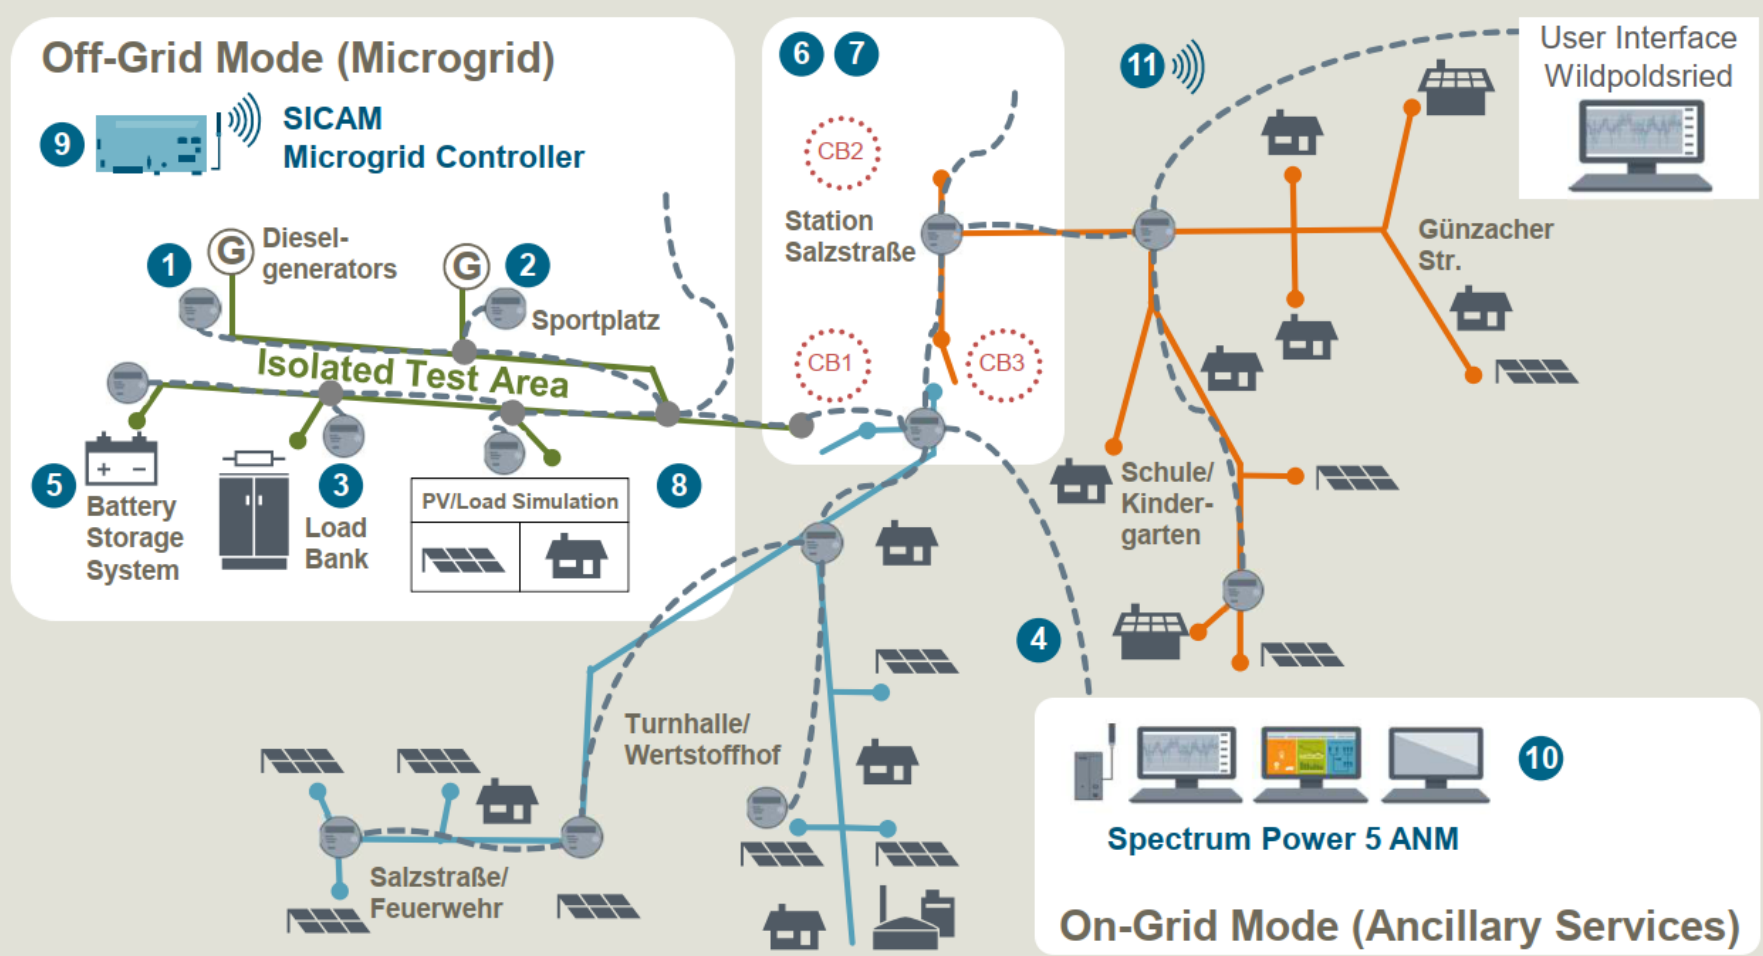 Off-Grid Mode (Microgrid)
9
SICAM
Microgrid Controller
1
G
Diesel-
generators
G
2
Sportplatz
Isolated Test Area
5
Battery
Storage
System
+ −
3
Load
Bank
PV/Load Simulation
8
6
7
CB2
Station
Salzstraße
CB1
CB3
11
User Interface
Wildpoldsried
Günzacher
Str.
Schule/
Kinder-
garten
4
Turnhalle/
Wertstoffhof
Salzstraße/
Feuerwehr
10
Spectrum Power 5 ANM
On-Grid Mode (Ancillary Services)